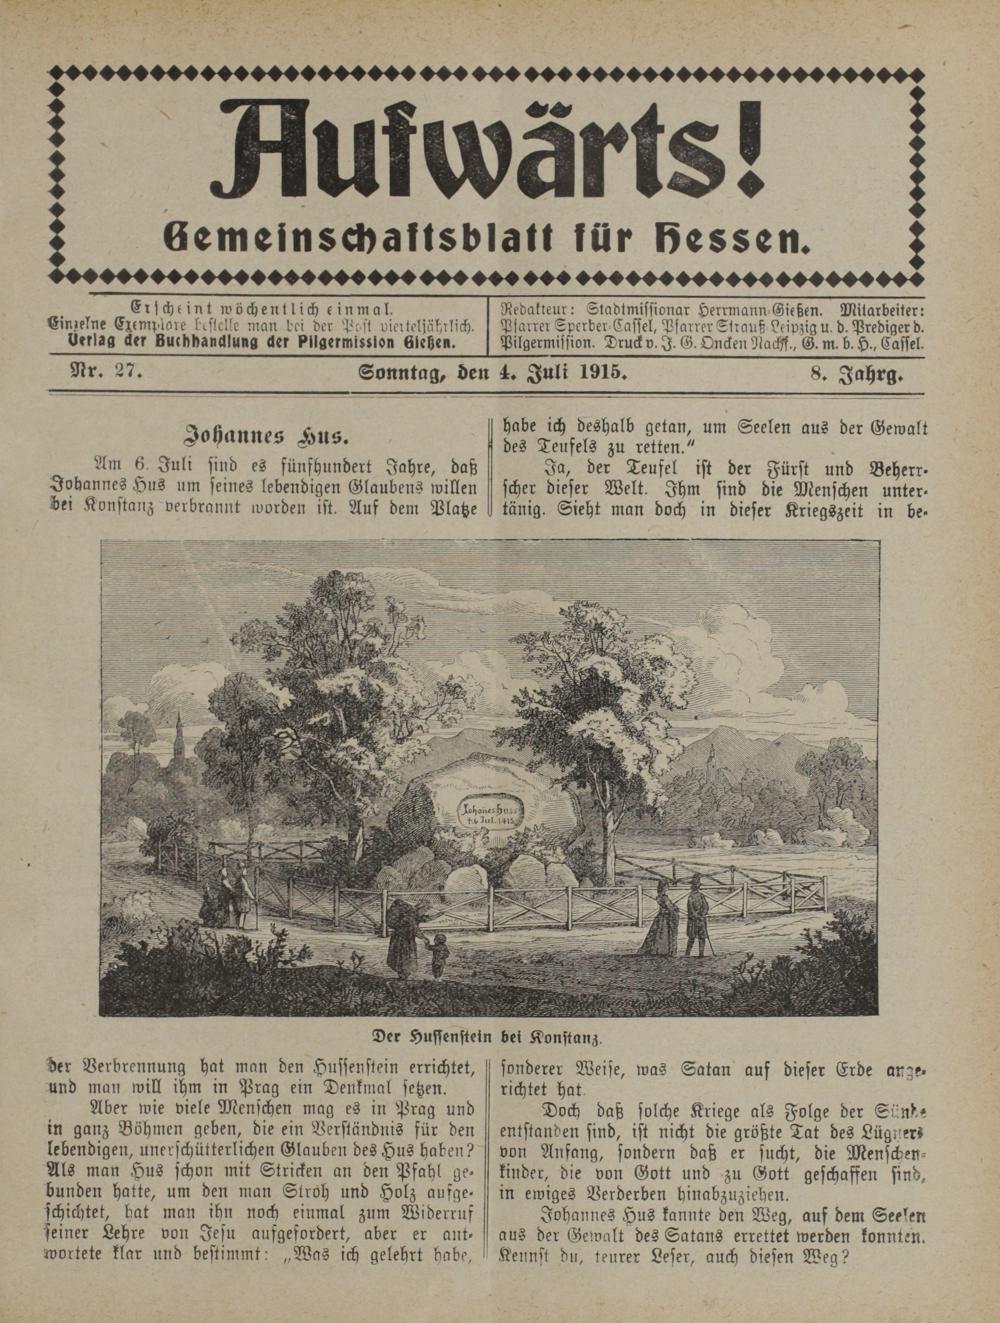 Aufwärts!
Gemeinschaftsblatt für Hessen.
Erscheint wöchentlich einmal.
Einzelne Exemplare bestelle man bei der Post vierteljährlich.
Verlag der Buchhandlung der Pilgermission Gießen.
Redakteur: Stadtmissionar Herrmann-Gießen. Mitarbeiter:
Pfarrer Sperber-Cassel, Pfarrer Strauß Leipzig u. d. Prediger d.
Pilgermission. Druck v. J. G. Oncken Nachf., G. m. b. H., Cassel.
Nr. 27. Sonntag, den 4. Juli 1915. 8. Jahrg.
Johannes Hus.
Am 6. Juli sind es fünfhundert Jahre, daß
Johannes Hus um seines lebendigen Glaubens willen
bei Konstanz verbrannt worden ist. Auf dem Platze
habe ich deshalb getan, um Seelen aus der Gewalt
des Teufels zu retten.“
Ja, der Teufel ist der Fürst und Beherr-
scher dieser Welt. Ihm sind die Menschen unter-
tänig. Sieht man doch in dieser Kriegszeit in be-
Johanes Huss
† 6 Jul. 1415
Der Hussenstein bei Konstanz.
der Verbrennung hat man den Hussenstein errichtet,
und man will ihm in Prag ein Denkmal setzen.
Aber wie viele Menschen mag es in Prag und
in ganz Böhmen geben, die ein Verständnis für den
lebendigen, unerschütterlichen Glauben des Hus haben?
Als man Hus schon mit Stricken an den Pfahl ge-
bunden hatte, um den man Stroh und Holz aufge-
schichtet, hat man ihn noch einmal zum Widerruf
seiner Lehre von Jesu aufgefordert, aber er ant-
wortete klar und bestimmt: „Was ich gelehrt habe,
sonderer Weise, was Satan auf dieser Erde ange-
richtet hat.
Doch daß solche Kriege als Folge der Sünde
entstanden sind, ist nicht die größte Tat des Lügners
von Anfang, sondern daß er sucht, die Menschen-
kinder, die von Gott und zu Gott geschaffen sind,
in ewiges Verderben hinabzuziehen.
Johannes Hus kannte den Weg, auf dem Seelen
aus der Gewalt des Satans errettet werden konnten.
Kennst du, teurer Leser, auch diesen Weg?